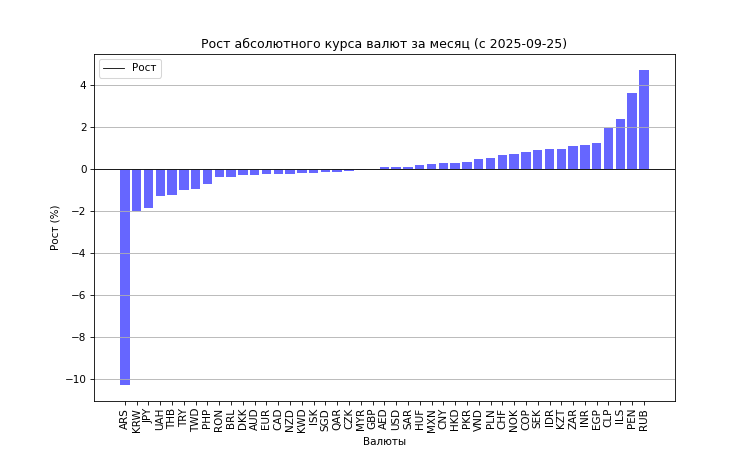 Рост абсолютного курса валют за месяц (с 2025-09-25)
Рост
4
2
0
−2
−4
−6
−8
−10
Рост (%)
ARS KRW JPY UAH THB TRY TWD PHP RON BRL DKK AUD EUR CAD NZD KWD ISK SGD QAR CZK MYR GBP AED USD SAR HUF MXN CNY HKD PKR VND PLN CHF NOK COP SEK IDR KZT ZAR INR EGP CLP ILS PEN RUB
Валюты